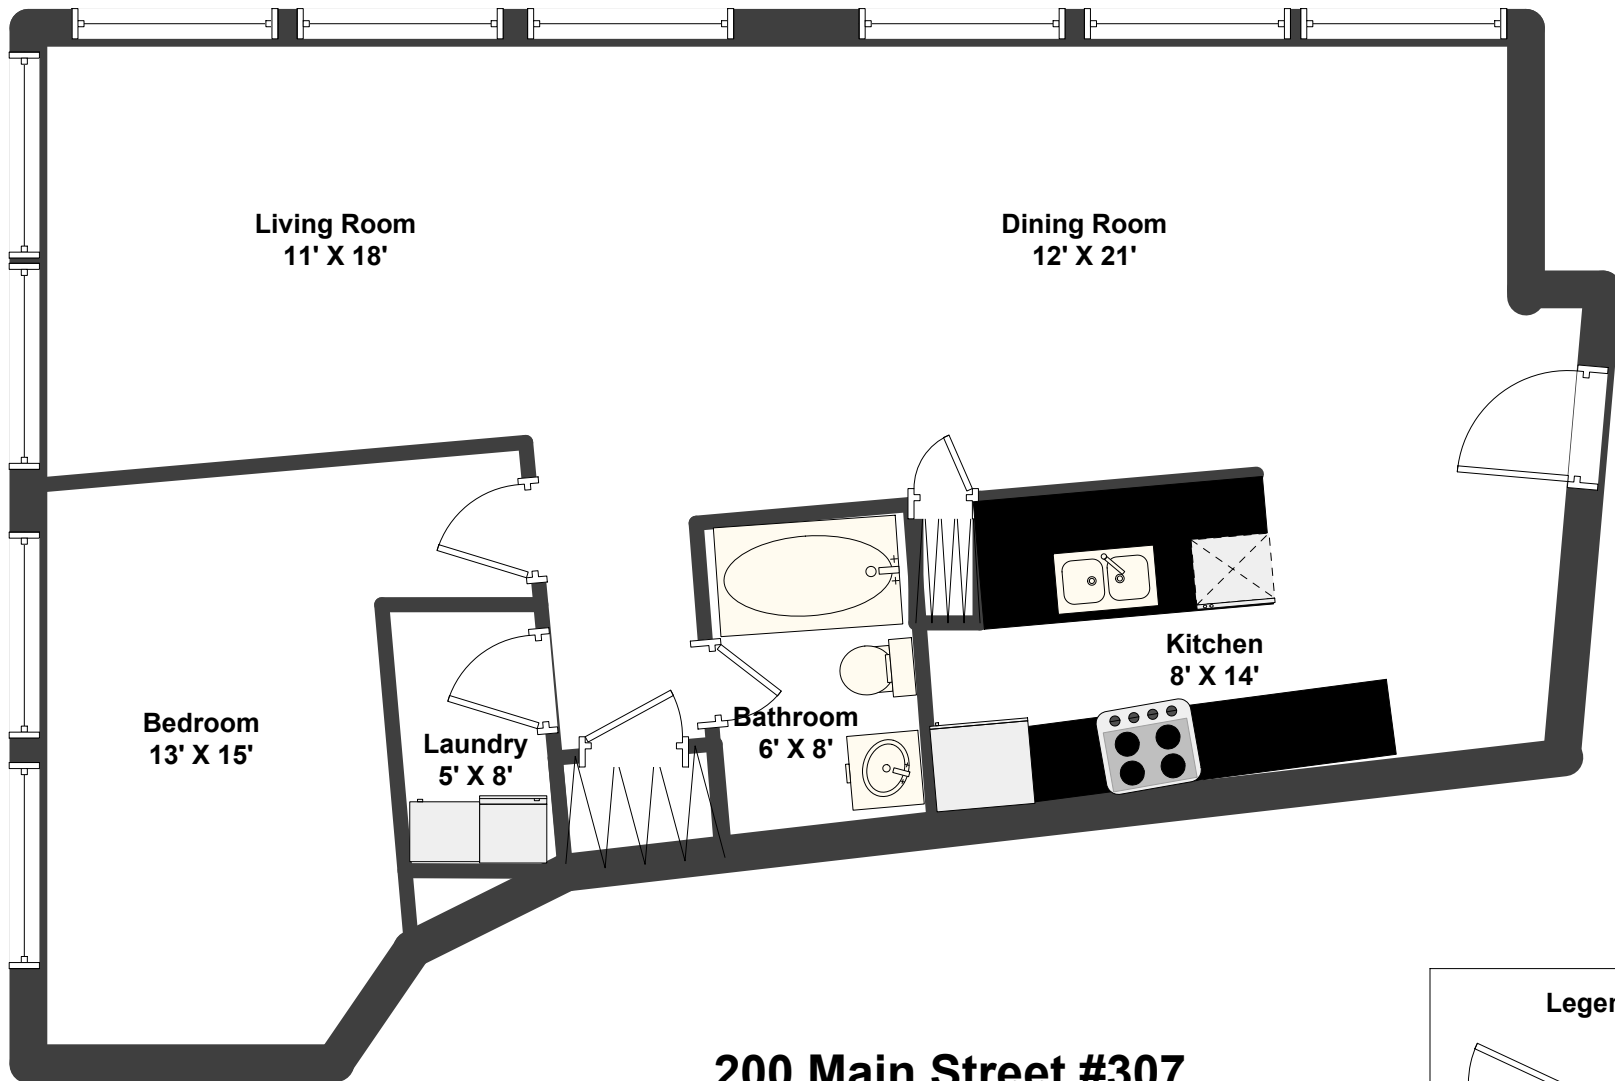 Living Room
11' X 18'
Dining Room
12' X 21'
Kitchen
8' X 14'
Bedroom
13' X 15'
Laundry
5' X 8'
Bathroom
6' X 8'
200 Main Street #307